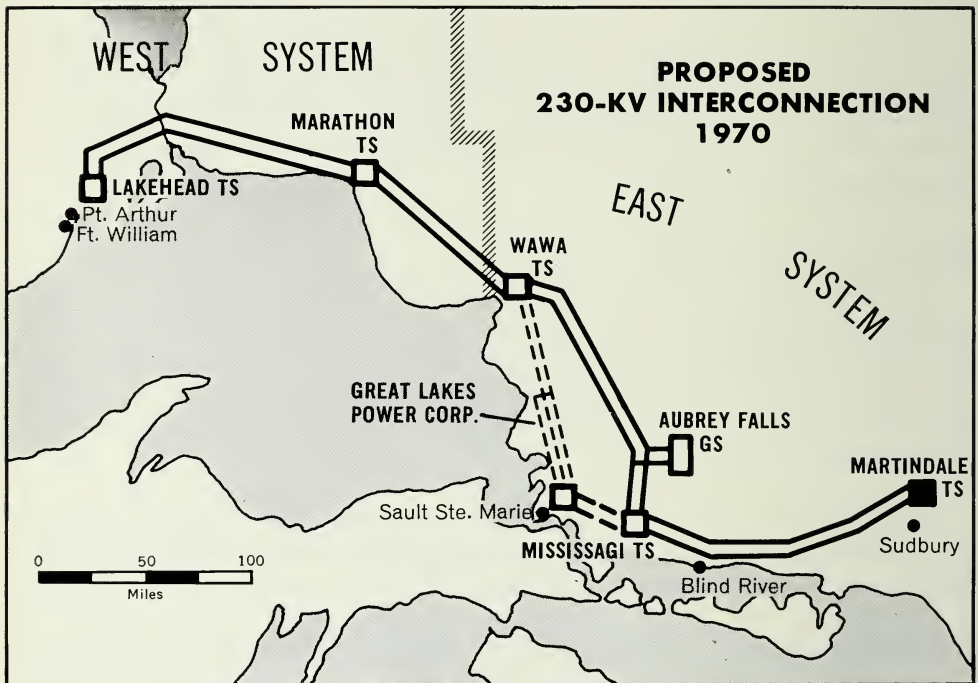 WEST SYSTEM
PROPOSED
230-KV INTERCONNECTION
1970
MARATHON
TS
LAKEHEAD TS
Pt. Arthur
Ft. William
EAST
SYSTEM
WAWA
TS
GREAT LAKES
POWER CORP.
AUBREY FALLS
GS
MARTINDALE
TS
Sault Ste. Marie
MISSISSAGI TS
Sudbury
Blind River
0 50 100
Miles